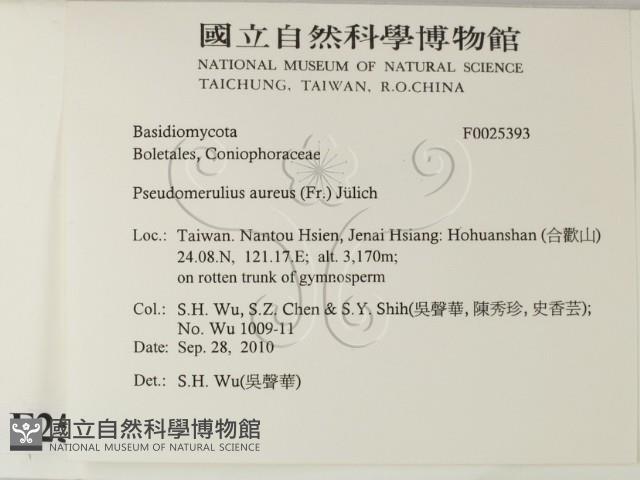 國立自然科學博物館
NATIONAL MUSEUM OF NATURAL SCIENCE
TAICHUNG, TAIWAN, R.O.CHINA
Basidiomycota F0025393
Boletales, Coniophoraceae
Pseudomerulius aureus (Fr.) Jülich
Loc.: Taiwan. Nantou Hsien, Jenai Hsiang: Hohuanshan (合歡山)
24.08.N, 121.17.E; alt. 3,170m;
on rotten trunk of gymnosperm
Col.: S.H. Wu, S.Z. Chen & S.Y. Shih(吳聲華, 陳秀珍, 史香芸);
No. Wu 1009-11
Date: Sep. 28, 2010
Det.: S.H. Wu(吳聲華)
國立自然科學博物館
NATIONAL MUSEUM OF NATURAL SCIENCE